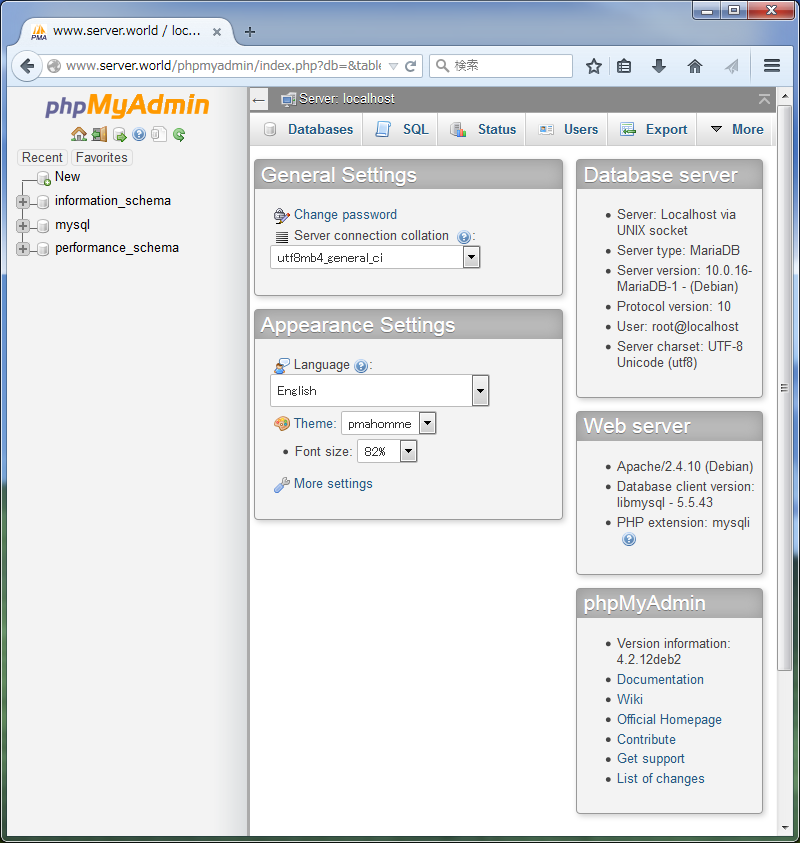 www.server.world / loc...
www.server.world/phpmyadmin/index.php?db=&table
検索
phpMyAdmin
Recent
Favorites
New
information_schema
mysql
performance_schema
Server: localhost
Databases
SQL
Status
Users
Export
More
General Settings
Change password
Server connection collation :
utf8mb4_general_ci
Appearance Settings
Language :
English
Theme: pmahomme
Font size: 82%
More settings
Database server
Server: Localhost via
UNIX socket
Server type: MariaDB
Server version: 10.0.16-
MariaDB-1 - (Debian)
Protocol version: 10
User: root@localhost
Server charset: UTF-8
Unicode (utf8)
Web server
Apache/2.4.10 (Debian)
Database client version:
libmysql - 5.5.43
PHP extension: mysqli
phpMyAdmin
Version information:
4.2.12deb2
Documentation
Wiki
Official Homepage
Contribute
Get support
List of changes